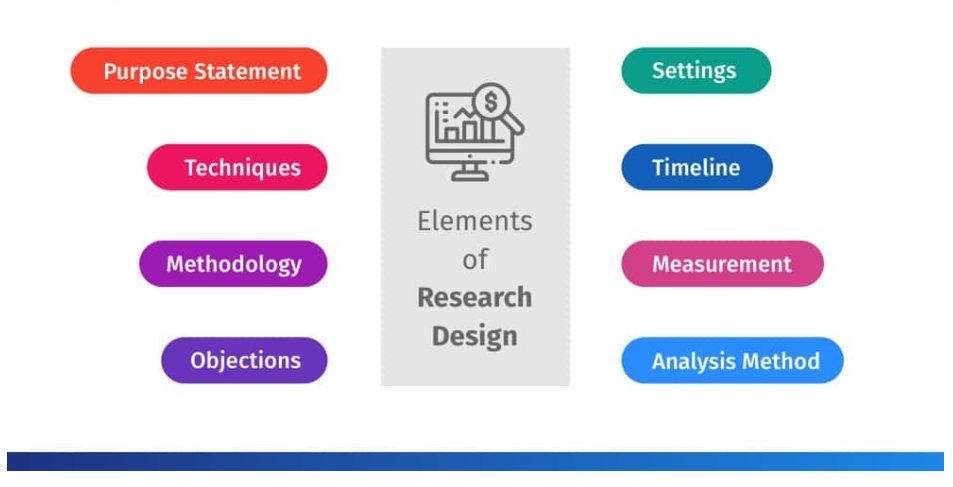 Purpose Statement
Techniques
Methodology
Objections
$
Elements
of
Research
Design
Settings
Timeline
Measurement
Analysis Method